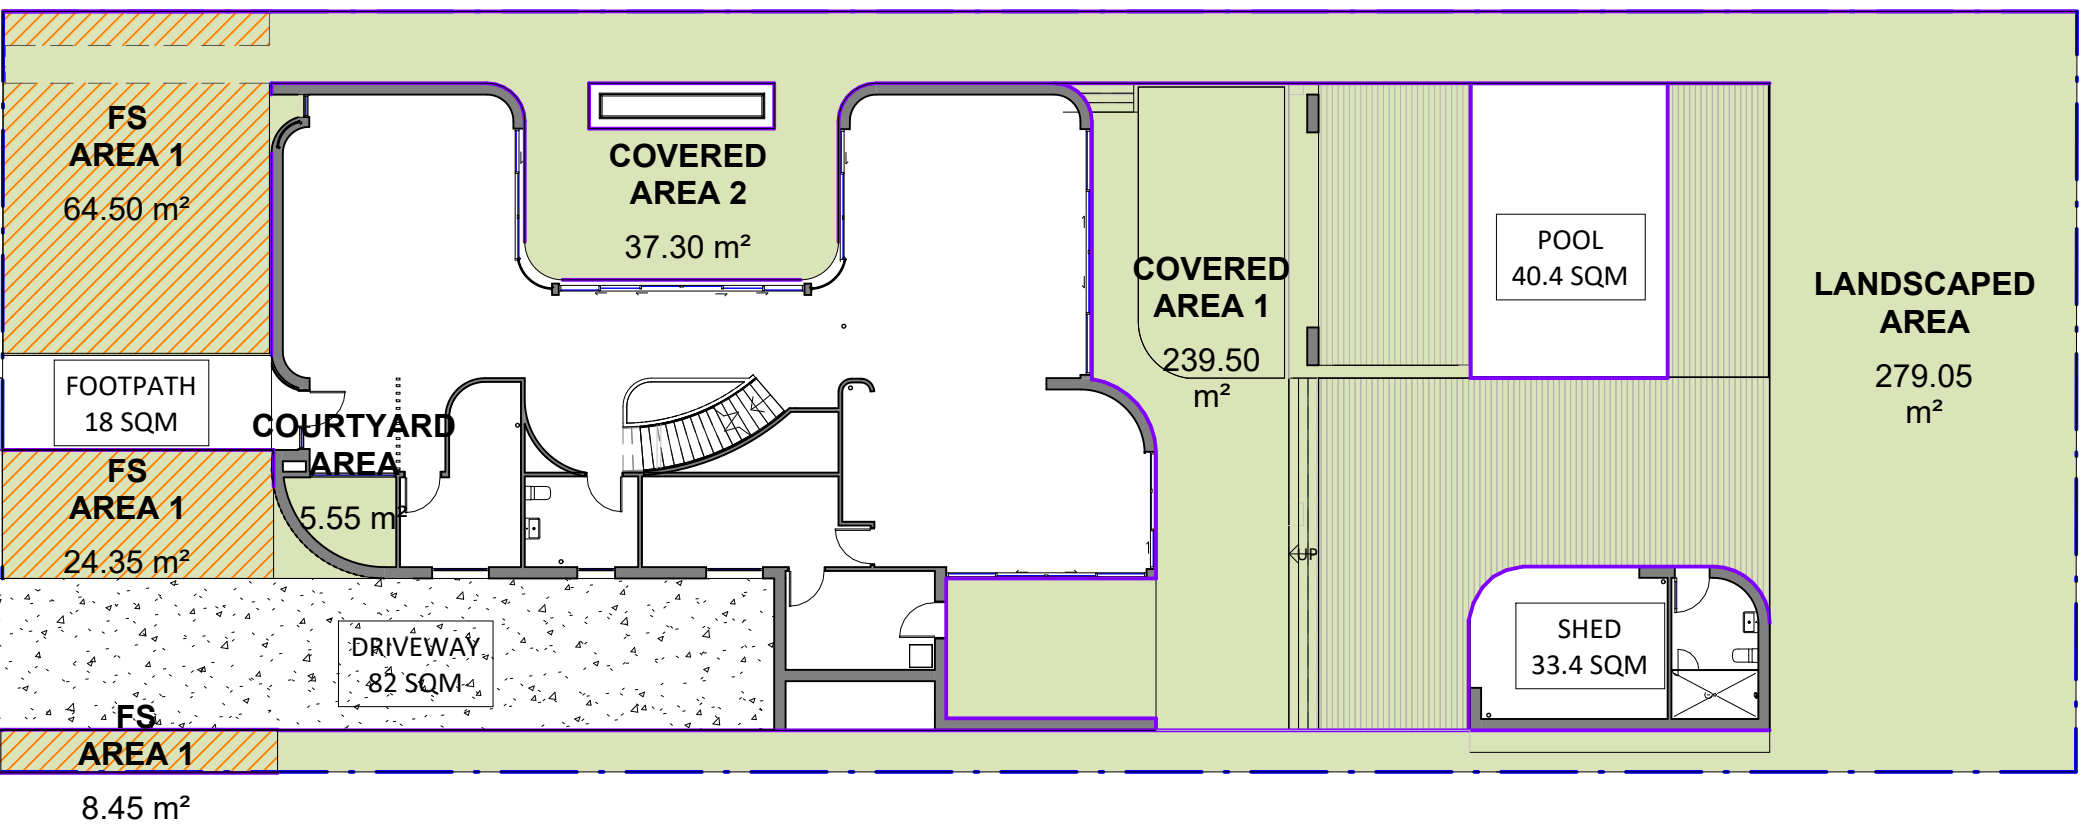 FS
AREA 1
64.50 m²
COVERED
AREA 2
37.30 m²
COVERED
AREA 1
239.50
m²
POOL
40.4 SQM
LANDSCAPED
AREA
279.05
m²
FOOTPATH
18 SQM
COURTYARD
AREA
5.55 m²
FS
AREA 1
24.35 m²
UP
DRIVEWAY
82 SQM
SHED
33.4 SQM
FS
AREA 1
8.45 m²